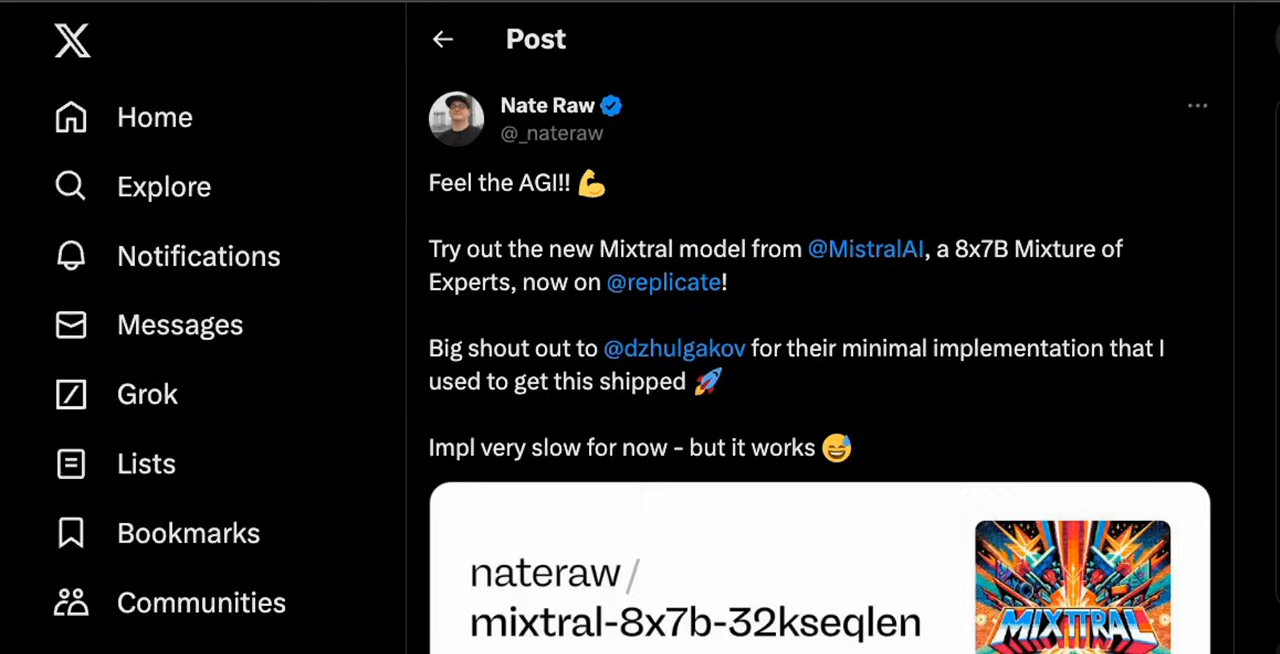 X
Home
Explore
Notifications
Messages
Grok
Lists
Bookmarks
Communities
Post
Nate Raw
@_nateraw
Feel the AGI!! 💪
Try out the new Mixtral model from @MistralAI, a 8x7B Mixture of
Experts, now on @replicate!
Big shout out to @dzhulgakov for their minimal implementation that I
used to get this shipped 🚀
Impl very slow for now - but it works 😅
nateraw/
mixtral-8x7b-32kseqlen
MIXTTRAL